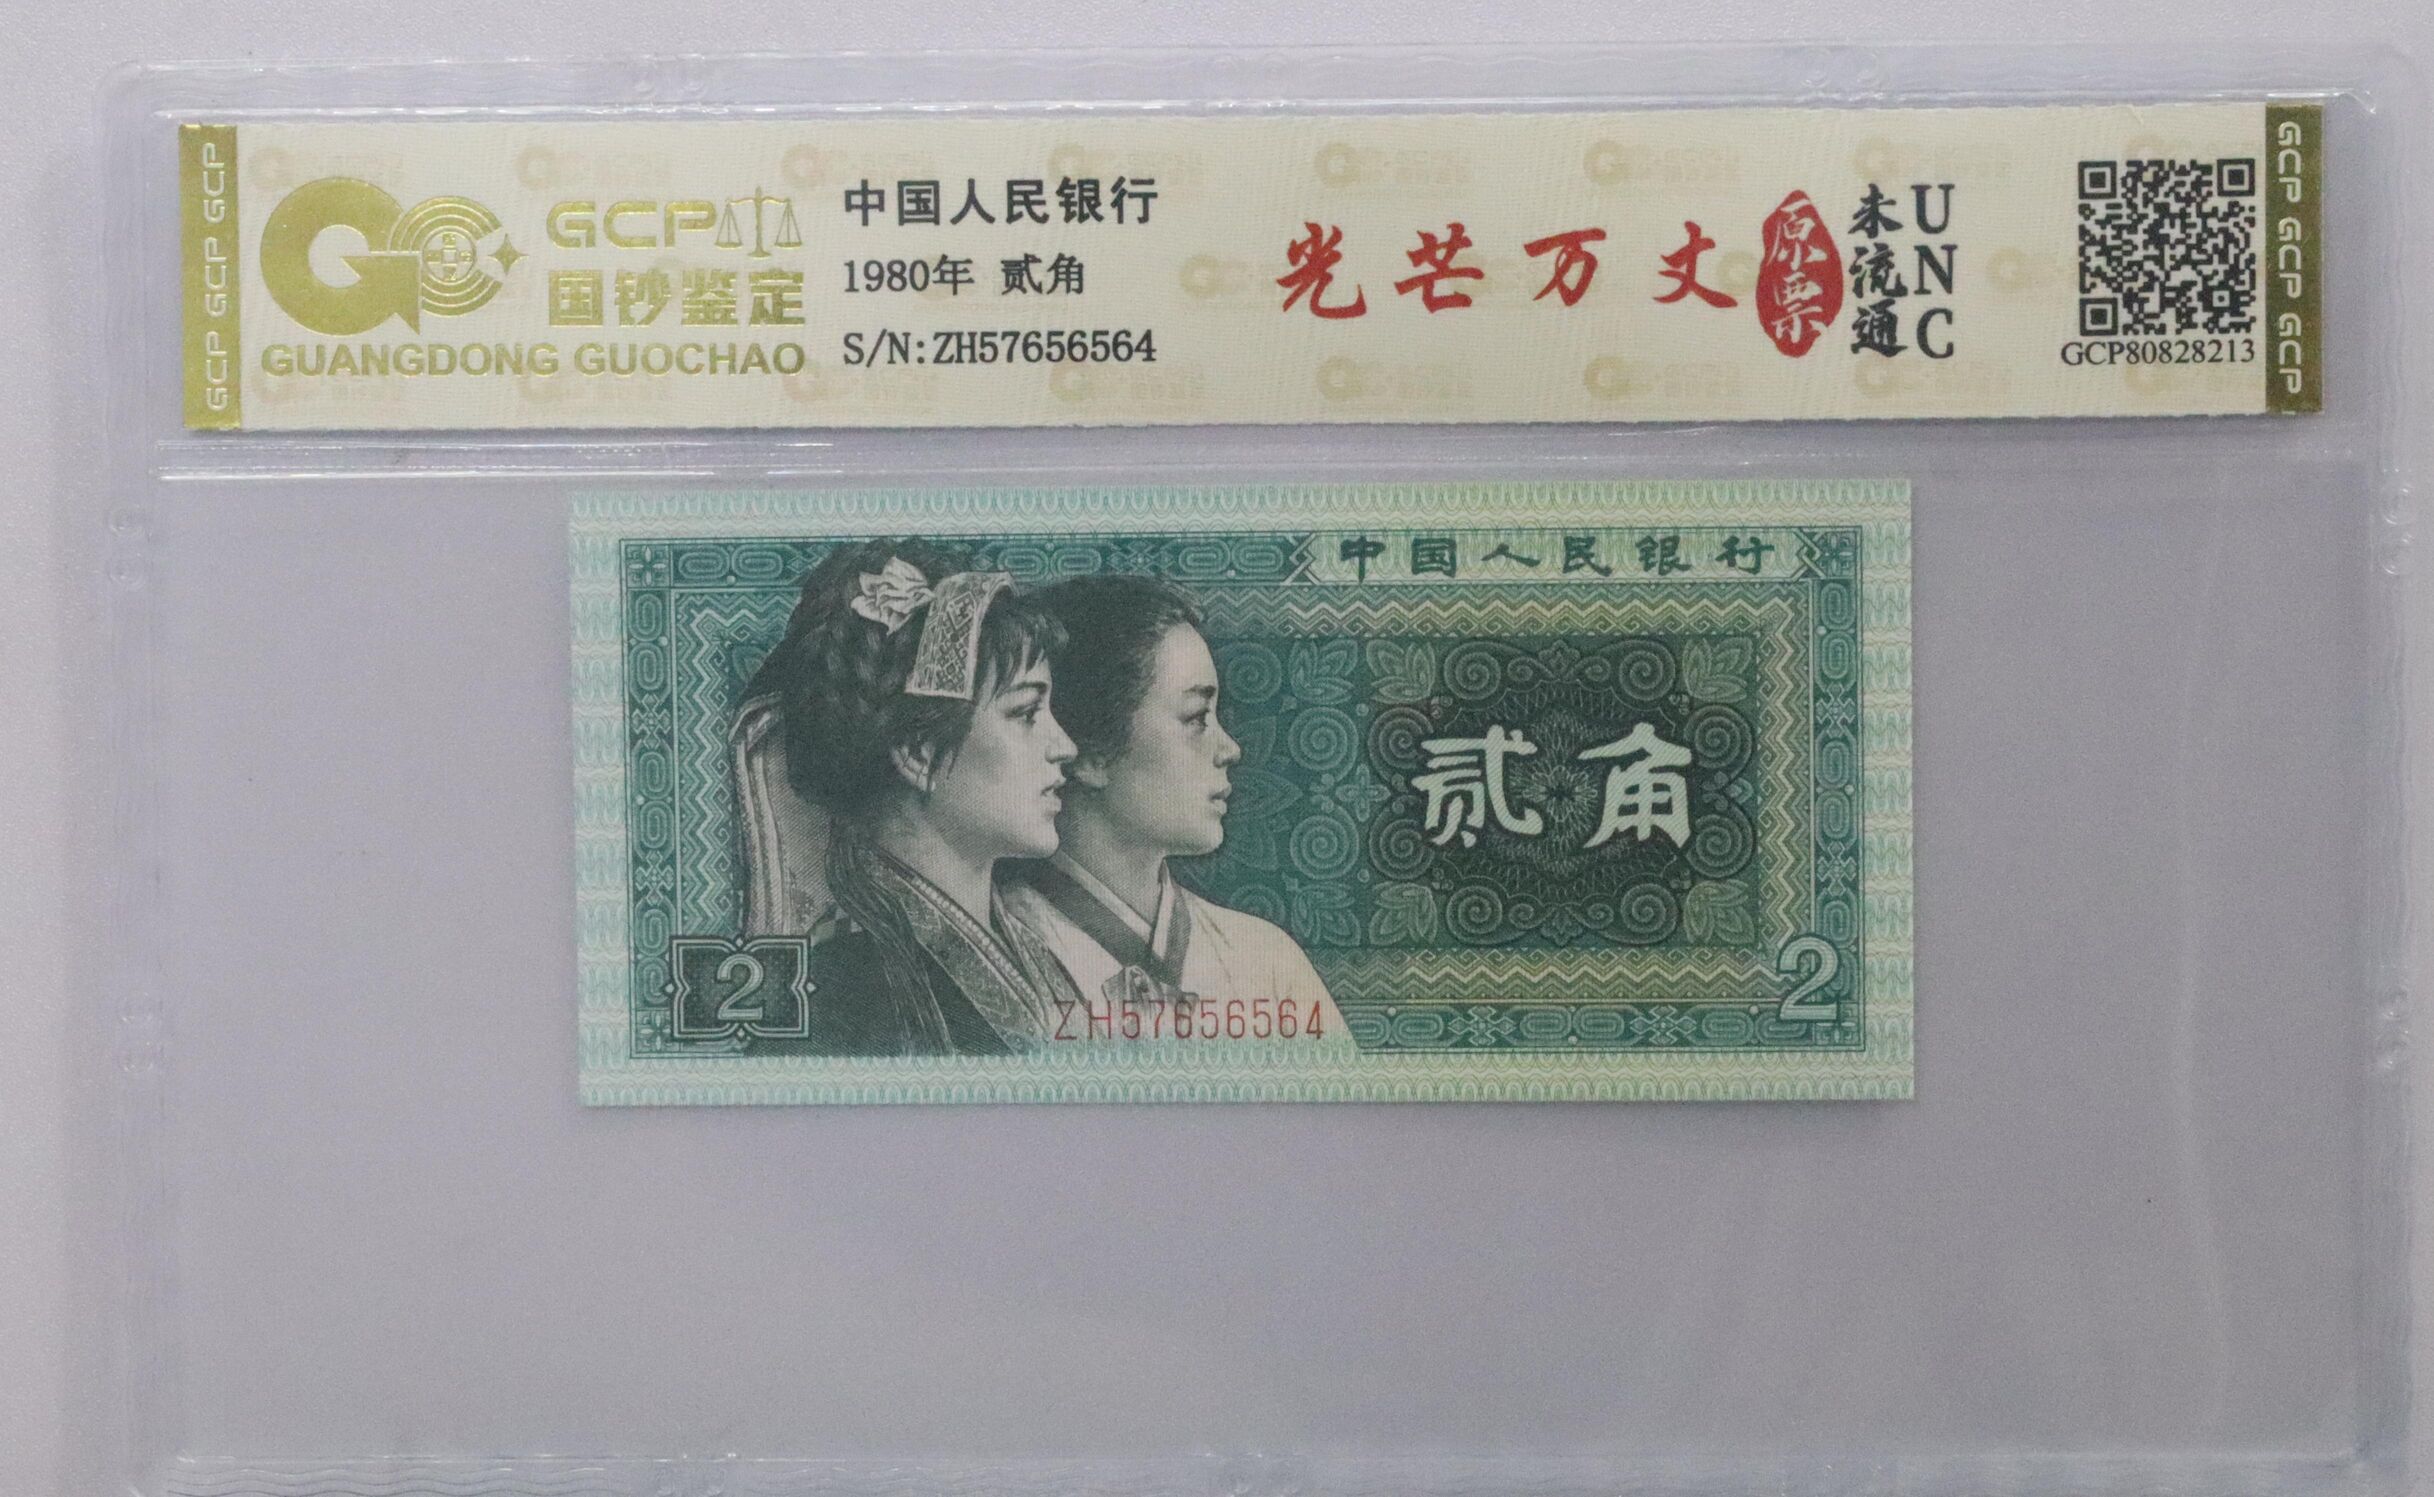 GCP GCP GCP
GCP
国钞鉴定
GUANGDONG GUOCHAO
中国人民银行
1980年 贰角
S/N:ZH57656564
光芒万丈
原票
未流通
UNC
GCP80828213
GCP GCP GCP
中国人民银行
贰角
2
ZH57656564
2